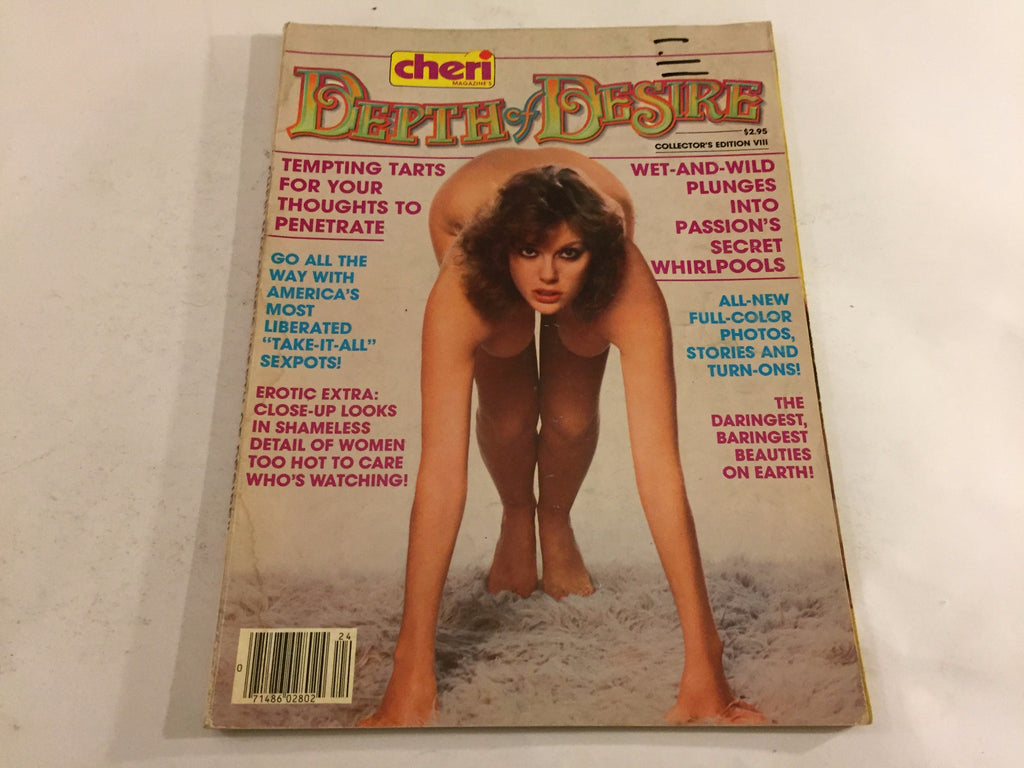 cheri
MAGAZINE'S
DEPTH of DESIRE
$2.95
COLLECTOR'S EDITION VIII
TEMPTING TARTS
FOR YOUR
THOUGHTS TO
PENETRATE
WET-AND-WILD
PLUNGES
INTO
PASSION'S
SECRET
WHIRLPOOLS
GO ALL THE
WAY WITH
AMERICA'S
MOST
LIBERATED
"TAKE-IT-ALL"
SEXPOTS!
ALL-NEW
FULL-COLOR
PHOTOS,
STORIES AND
TURN-ONS!
EROTIC EXTRA:
CLOSE-UP LOOKS
IN SHAMELESS
DETAIL OF WOMEN
TOO HOT TO CARE
WHO'S WATCHING!
THE
DARINGEST,
BARINGEST
BEAUTIES
ON EARTH!
24
0
71486 02802